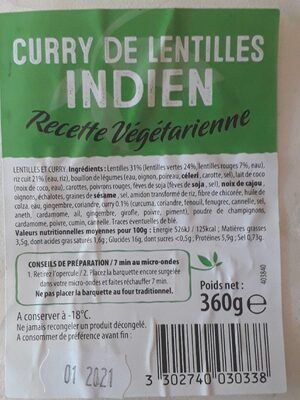 CURRY DE LENTILLES
INDIEN
Recette Végétarienne
LENTILLES ET CURRY. Ingrédients : Lentilles 31% (lentilles vertes 24%, lentilles rouges 7%, eau),
riz cuit 21% (eau, riz), bouillon de légumes (eau, oignon, poireau, céleri, carotte, sel), lait de coco
(noix de coco, eau), carottes, poivrons rouges, fèves de soja (fèves de soja, sel), noix de cajou,
oignons, échalotes, graines de sésame, sel, amidon transformé de riz, fibre de chicorée, huile de
colza, eau, gingembre, coriandre, curry 0.1% (curcuma, coriandre, fenouil, fenugrec, cannelle, sel),
aneth, cardamome, ail, gingembre, girofle, poivre, piment, poudre de champignons,
cardamome, poivre, cumin, cannelle. Traces éventuelles de blé.
Valeurs nutritionnelles moyennes pour 100g : Energie 526kJ / 125kcal ; Matières grasses
3,5g, dont acides gras saturés 1,6g ; Glucides 16g, dont sucres <0,5g ; Protéines 5,9g ; Sel 0,73g.
CONSEILS DE PRÉPARATION / 7 min au micro-ondes
1. Retirez l'opercule / 2. Placez la barquette encore surgelée
dans votre micro-ondes et faites réchauffer 7 min.
Ne pas placer la barquette au four traditionnel.
403840
Poids net :
360g e
A conserver à -18°C.
Ne jamais recongeler un produit décongelé.
A consommer de préférence avant fin :
01 2021
3 302740 030338